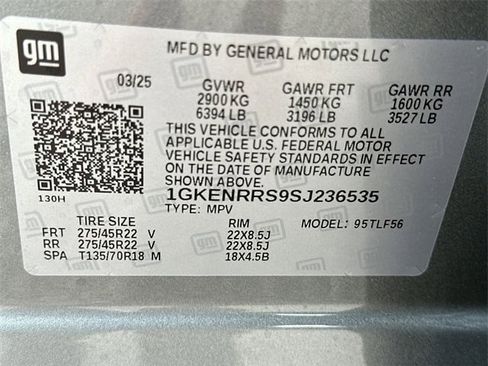 gm
MFD BY GENERAL MOTORS LLC
03/25 GVWR GAWR FRT GAWR RR
2900 KG 1450 KG 1600 KG
6394 LB 3196 LB 3527 LB
THIS VEHICLE CONFORMS TO ALL
APPLICABLE U.S. FEDERAL MOTOR
VEHICLE SAFETY STANDARDS IN EFFECT
ON THE DATE OF MANUFACTURE
SHOWN ABOVE.
1GKENRRS9SJ236535
130H TYPE: MPV
TIRE SIZE RIM MODEL: 95TLF56
FRT 275/45R22 V 22X8.5J
RR 275/45R22 V 22X8.5J
SPA T135/70R18 M 18X4.5B